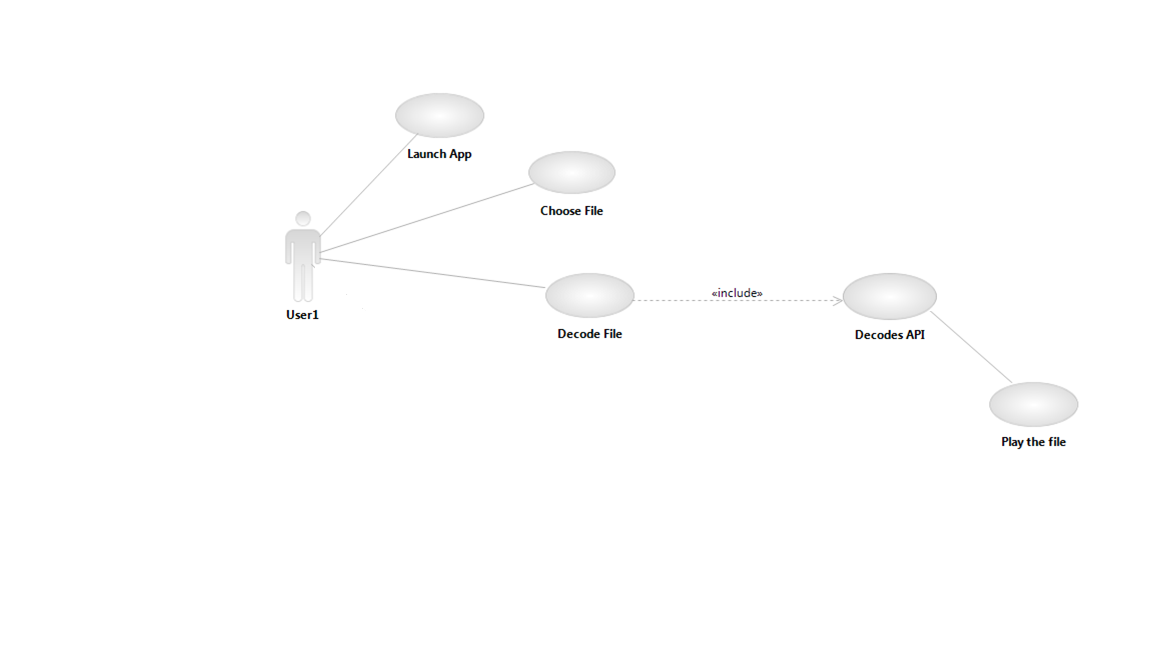 Launch App
Choose File
User1
«include»
Decode File
Decodes API
Play the file